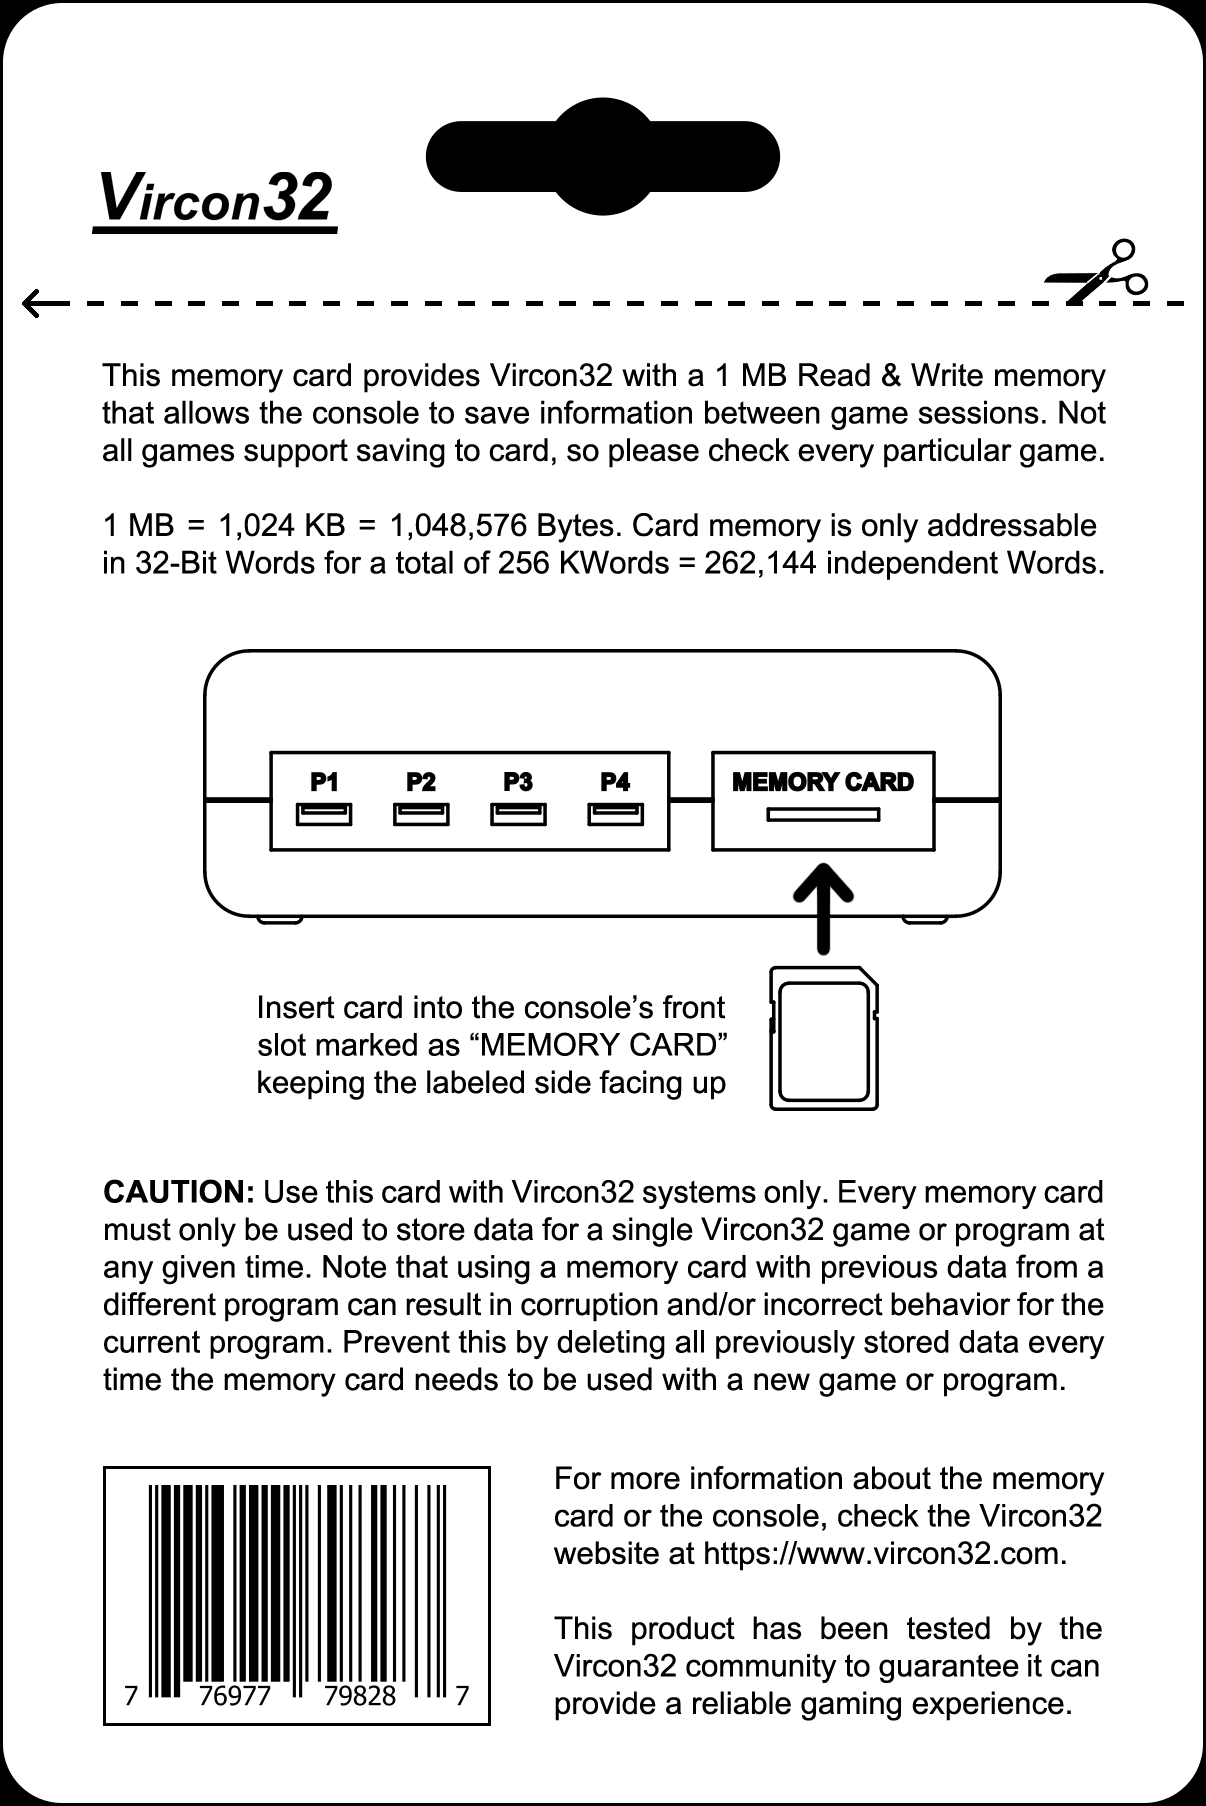 Vircon32
This memory card provides Vircon32 with a 1 MB Read & Write memory
that allows the console to save information between game sessions. Not
all games support saving to card, so please check every particular game.
1 MB = 1,024 KB = 1,048,576 Bytes. Card memory is only addressable
in 32-Bit Words for a total of 256 KWords = 262,144 independent Words.
P1 P2 P3 P4 MEMORY CARD
Insert card into the console’s front
slot marked as “MEMORY CARD”
keeping the labeled side facing up
CAUTION: Use this card with Vircon32 systems only. Every memory card
must only be used to store data for a single Vircon32 game or program at
any given time. Note that using a memory card with previous data from a
different program can result in corruption and/or incorrect behavior for the
current program. Prevent this by deleting all previously stored data every
time the memory card needs to be used with a new game or program.
7 76977 79828 7
For more information about the memory
card or the console, check the Vircon32
website at https://www.vircon32.com.
This product has been tested by the
Vircon32 community to guarantee it can
provide a reliable gaming experience.